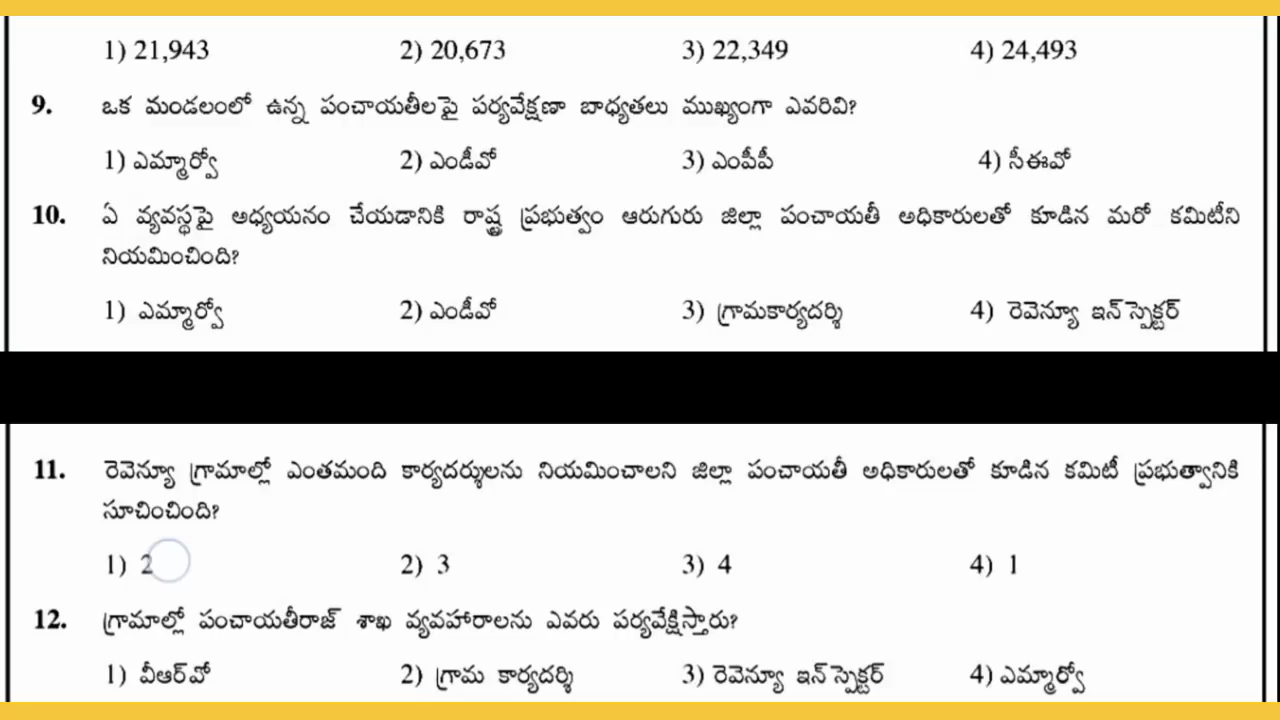 1) 21,943 2) 20,673 3) 22,349 4) 24,493
9. ఒక మండలంలో ఉన్న పంచాయతీలపై పర్యవేక్షణా బాధ్యతలు ముఖ్యంగా ఎవరివి?
1) ఎమ్మార్వో 2) ఎండీవో 3) ఎంపీపీ 4) సీఈవో
10. ఏ వ్యవస్థపై అధ్యయనం చేయడానికి రాష్ట్ర ప్రభుత్వం ఆరుగురు జిల్లా పంచాయతీ అధికారులతో కూడిన మరో కమిటీని
నియమించింది?
1) ఎమ్మార్వో 2) ఎండీవో 3) గ్రామకార్యదర్శి 4) రెవెన్యూ ఇన్‌స్పెక్టర్
11. రెవెన్యూ గ్రామాల్లో ఎంతమంది కార్యదర్శులను నియమించాలని జిల్లా పంచాయతీ అధికారులతో కూడిన కమిటీ ప్రభుత్వానికి
సూచించింది?
1) 2 2) 3 3) 4 4) 1
12. గ్రామాల్లో పంచాయతీరాజ్ శాఖ వ్యవహారాలను ఎవరు పర్యవేక్షిస్తారు?
1) వీఆర్‌వో 2) గ్రామ కార్యదర్శి 3) రెవెన్యూ ఇన్‌స్పెక్టర్ 4) ఎమ్మార్వో